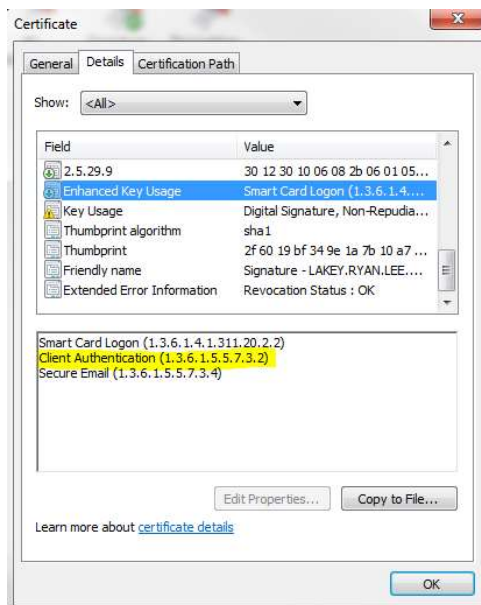 Certificate
General Details Certification Path
Show: <All>
Field Value
2.5.29.9 30 12 30 10 06 08 2b 06 01 05...
Enhanced Key Usage Smart Card Logon (1.3.6.1.4....
Key Usage Digital Signature, Non-Repudia...
Thumbprint algorithm sha1
Thumbprint 2f 60 19 bf 34 9e 1a 7b 10 a7 ...
Friendly name Signature - LAKEY.RYAN.LEE....
Extended Error Information Revocation Status : OK
Smart Card Logon (1.3.6.1.4.1.311.20.2.2)
Client Authentication (1.3.6.1.5.5.7.3.2)
Secure Email (1.3.6.1.5.5.7.3.4)
Edit Properties... Copy to File...
Learn more about certificate details
OK